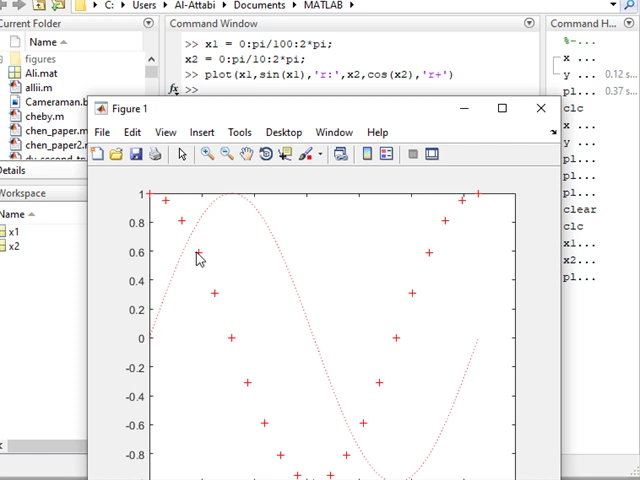 C: › Users › Al-Attabi › Documents › MATLAB ›
Current Folder
Name
figures
Ali.mat
allii.m
Cameraman.b
cheby.m
chen_paper.m
chen_paper2.m
Details
Workspace
Name
x1
x2
Command Window
>> x1 = 0:pi/100:2*pi;
x2 = 0:pi/10:2*pi;
>> plot(x1,sin(x1),'r:',x2,cos(x2),'r+')
fx >>
Command H...
%-...
x ...
y ... 0.12 s...
pl... 0.37 s...
clc
x ...
y ...
pl...
pl...
pl...
clear
clc
x1...
x2...
pl...
Figure 1
File Edit View Insert Tools Desktop Window Help
1
0.8
0.6
0.4
0.2
0
-0.2
-0.4
-0.6
-0.8